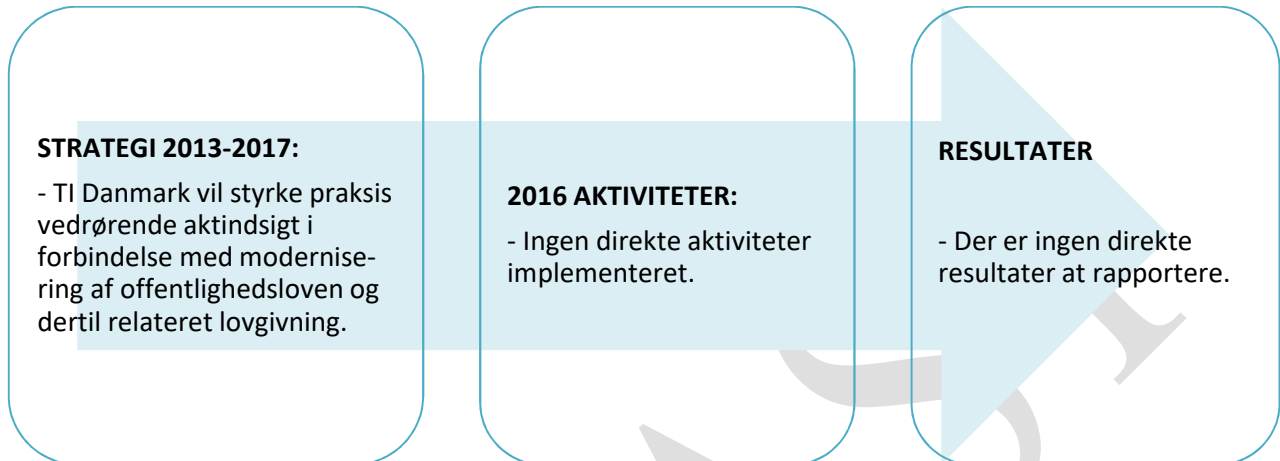 STRATEGI 2013-2017:
- TI Danmark vil styrke praksis
vedrørende aktindsigt i
forbindelse med modernise-
ring af offentlighedsloven og
dertil relateret lovgivning.
2016 AKTIVITETER:
- Ingen direkte aktiviteter
implementeret.
RESULTATER
- Der er ingen direkte
resultater at rapportere.